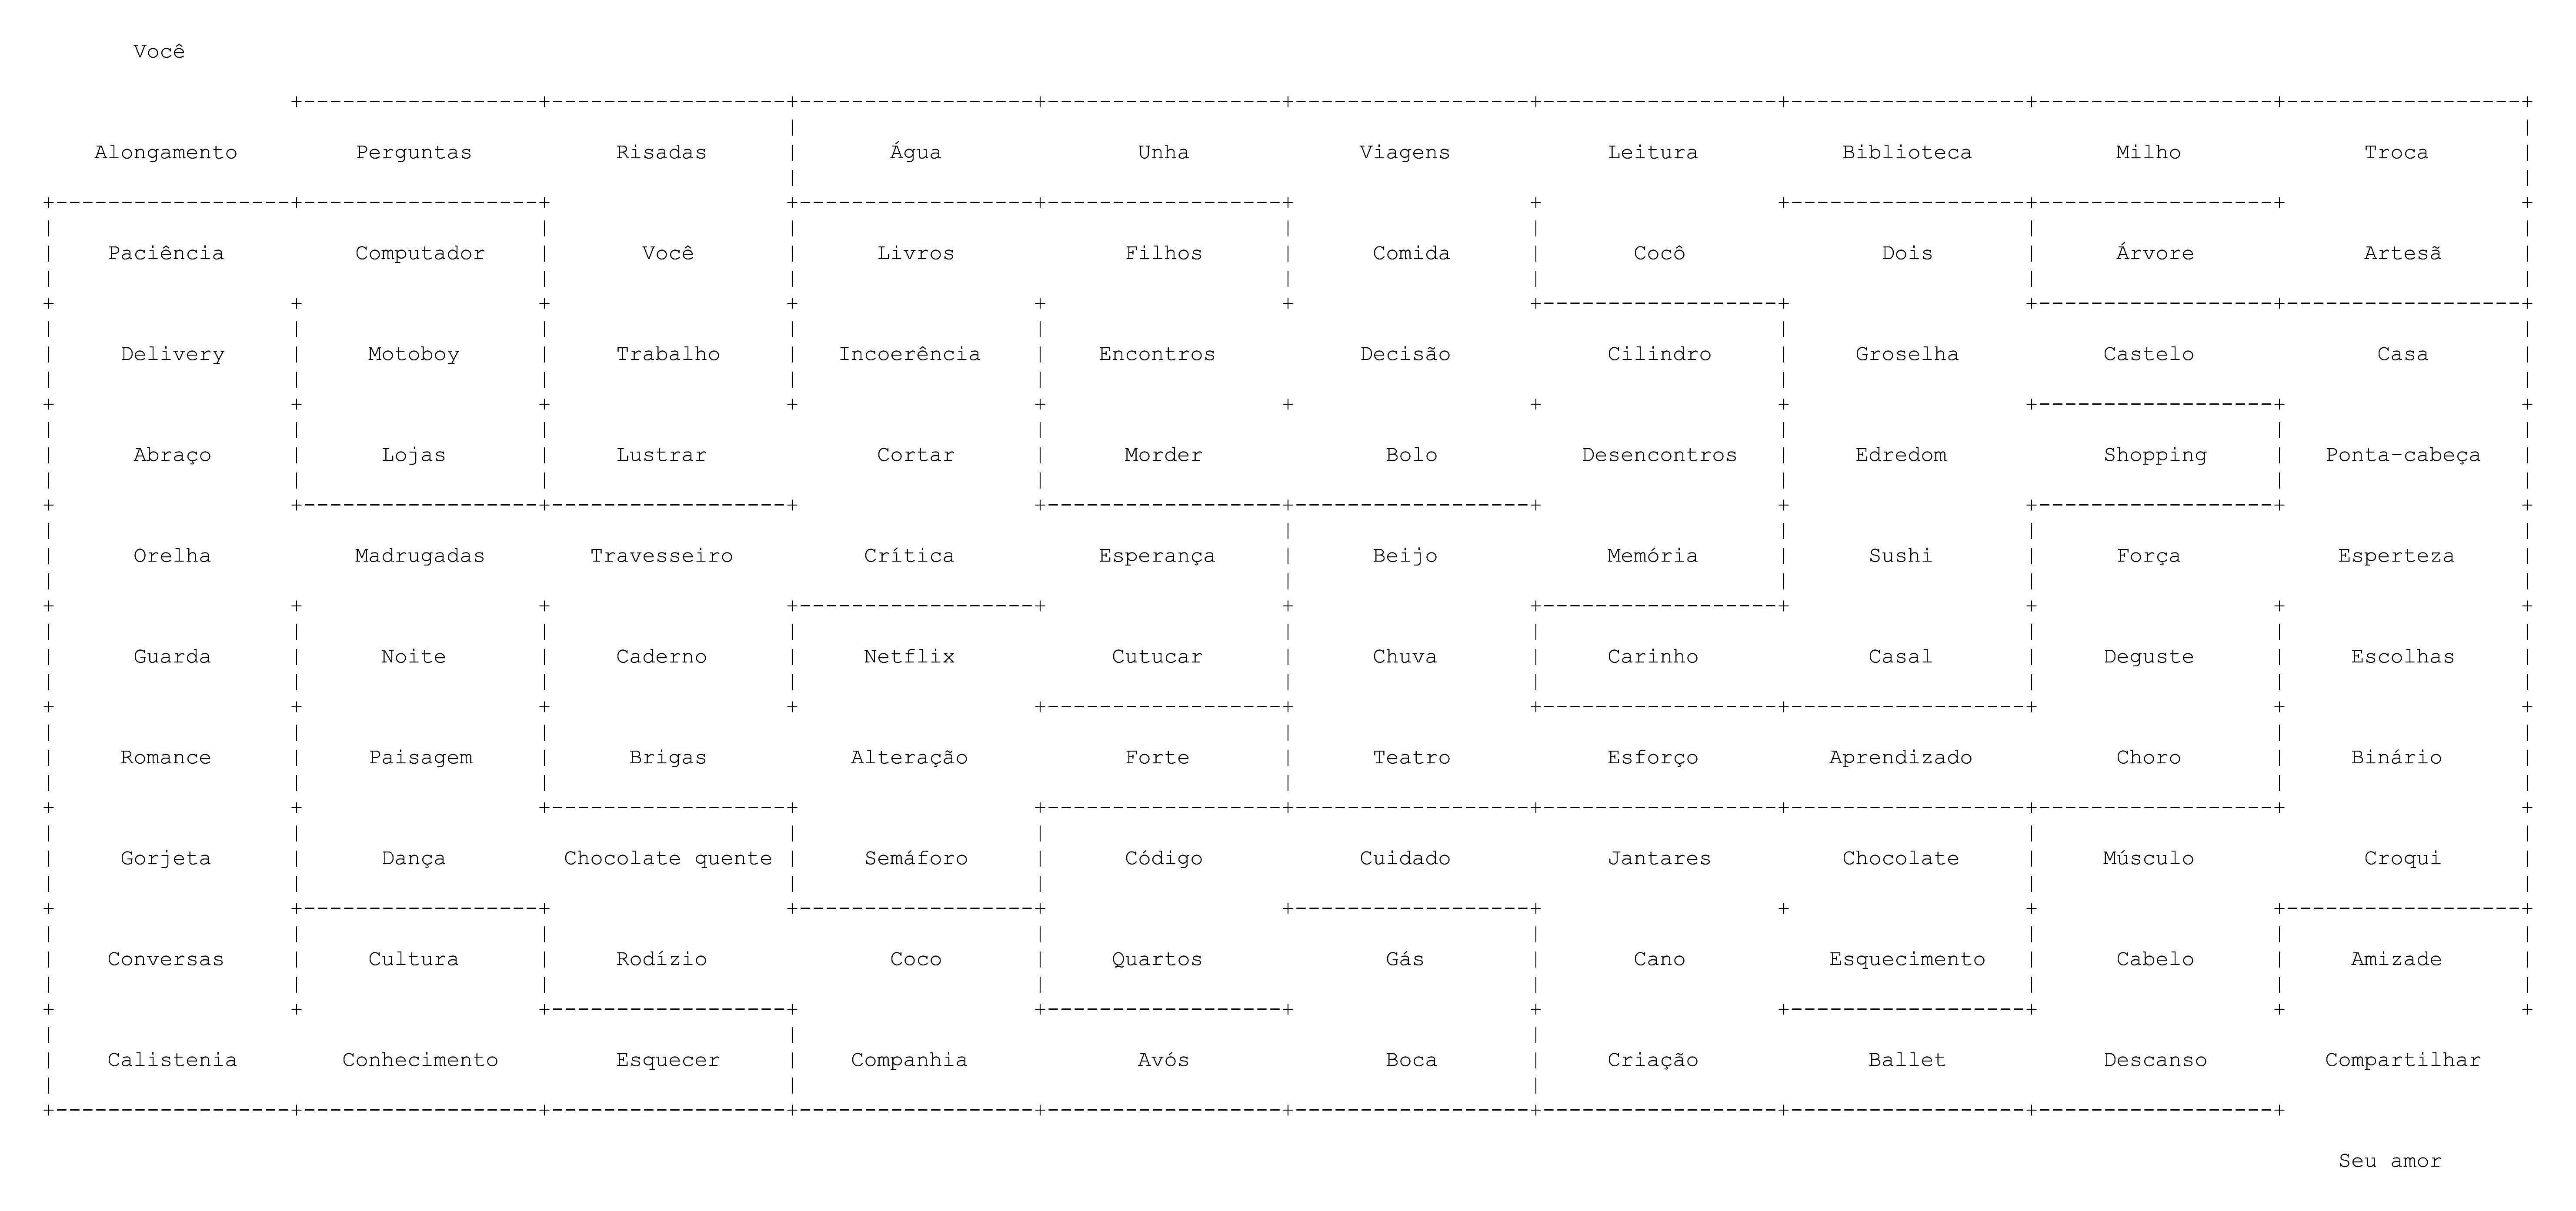 Você
Alongamento Perguntas Risadas Água Unha Viagens Leitura Biblioteca Milho Troca
Paciência Computador Você Livros Filhos Comida Cocô Dois Árvore Artesã
Delivery Motoboy Trabalho Incoerência Encontros Decisão Cilindro Groselha Castelo Casa
Abraço Lojas Lustrar Cortar Morder Bolo Desencontros Edredom Shopping Ponta-cabeça
Orelha Madrugadas Travesseiro Crítica Esperança Beijo Memória Sushi Força Esperteza
Guarda Noite Caderno Netflix Cutucar Chuva Carinho Casal Deguste Escolhas
Romance Paisagem Brigas Alteração Forte Teatro Esforço Aprendizado Choro Binário
Gorjeta Dança Chocolate quente Semáforo Código Cuidado Jantares Chocolate Músculo Croqui
Conversas Cultura Rodízio Coco Quartos Gás Cano Esquecimento Cabelo Amizade
Calistenia Conhecimento Esquecer Companhia Avós Boca Criação Ballet Descanso Compartilhar
Seu amor